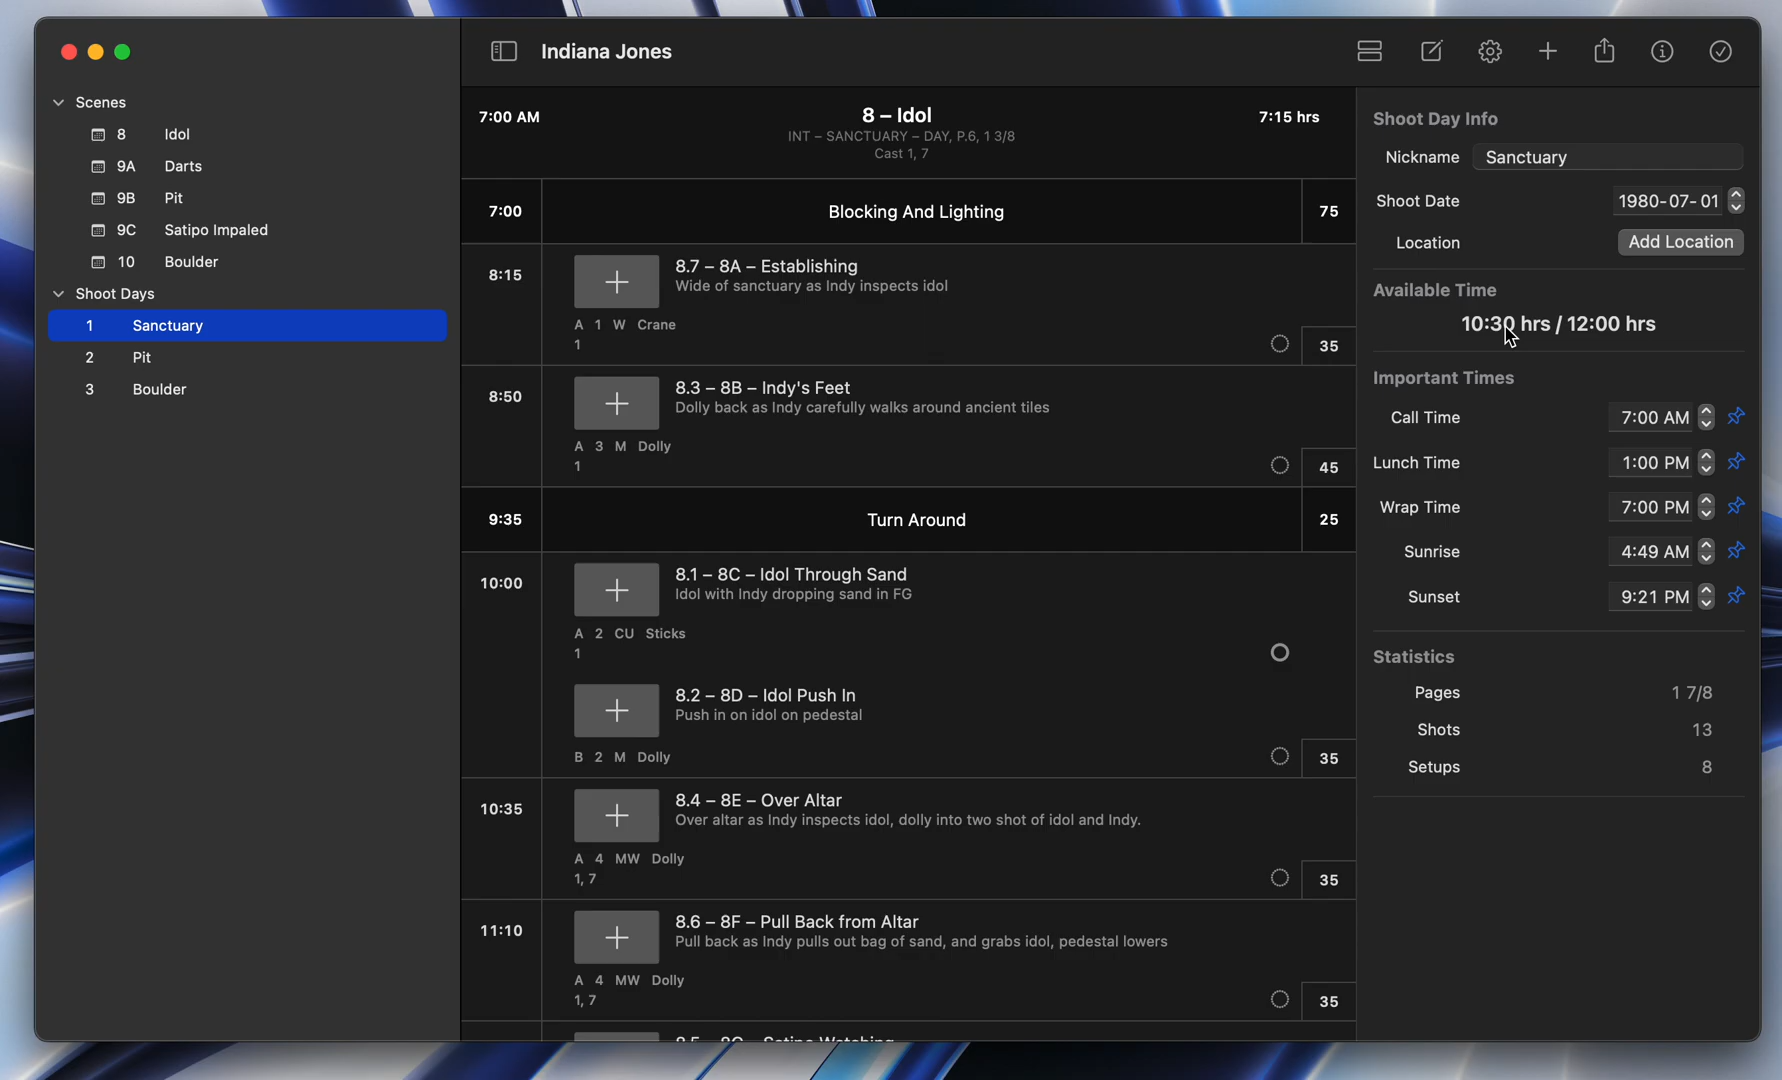 Indiana Jones
Scenes
8 Idol
9A Darts
9B Pit
9C Satipo Impaled
10 Boulder
Shoot Days
1 Sanctuary
2 Pit
3 Boulder
7:00 AM
8 – Idol
7:15 hrs
INT – SANCTUARY – DAY, P.6, 1 3/8
Cast 1, 7
7:00 Blocking And Lighting 75
8:15
8.7 – 8A – Establishing
Wide of sanctuary as Indy inspects idol
A 1 W Crane
1
35
8:50
8.3 – 8B – Indy's Feet
Dolly back as Indy carefully walks around ancient tiles
A 3 M Dolly
1
45
9:35 Turn Around 25
10:00
8.1 – 8C – Idol Through Sand
Idol with Indy dropping sand in FG
A 2 CU Sticks
1
8.2 – 8D – Idol Push In
Push in on idol on pedestal
B 2 M Dolly
35
10:35
8.4 – 8E – Over Altar
Over altar as Indy inspects idol, dolly into two shot of idol and Indy.
A 4 MW Dolly
1, 7
35
11:10
8.6 – 8F – Pull Back from Altar
Pull back as Indy pulls out bag of sand, and grabs idol, pedestal lowers
A 4 MW Dolly
1, 7
35
Shoot Day Info
Nickname Sanctuary
Shoot Date 1980-07-01
Location Add Location
Available Time
10:30 hrs / 12:00 hrs
Important Times
Call Time 7:00 AM
Lunch Time 1:00 PM
Wrap Time 7:00 PM
Sunrise 4:49 AM
Sunset 9:21 PM
Statistics
Pages 1 7/8
Shots 13
Setups 8